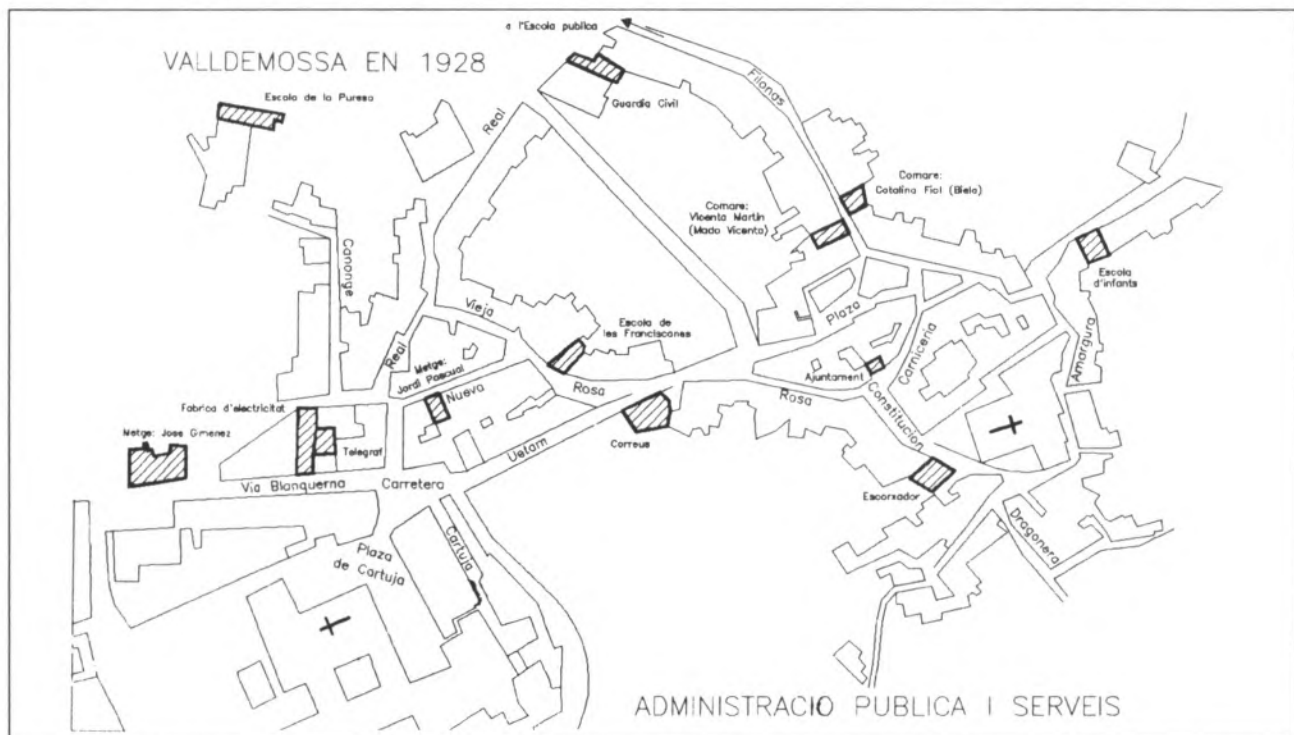 a l'Escola publica
VALLDEMOSSA EN 1928
Escola de la Puresa
Guardia Civil
Filonas
Real
Comare:
Catalina Fiol (Biela)
Comare:
Vicenta Martin
(Mado Vicenta)
Canonge
Escola
d'infants
Vieja
Escola de
les Franciscanes
Plaza
Real
Metge:
Jordi Pascual
Nueva
Rosa
Rosa
Ajuntament
Carniceria
Constitucion
Amargura
Fabrica d'electricitat
Metge: Jose Gimenez
Telegraf
Correus
Uetam
Via Blanquerna
Carretera
Escorxador
Dragonera
Plaza
de Cartuja
Cartuja
ADMINISTRACIO PUBLICA I SERVEIS